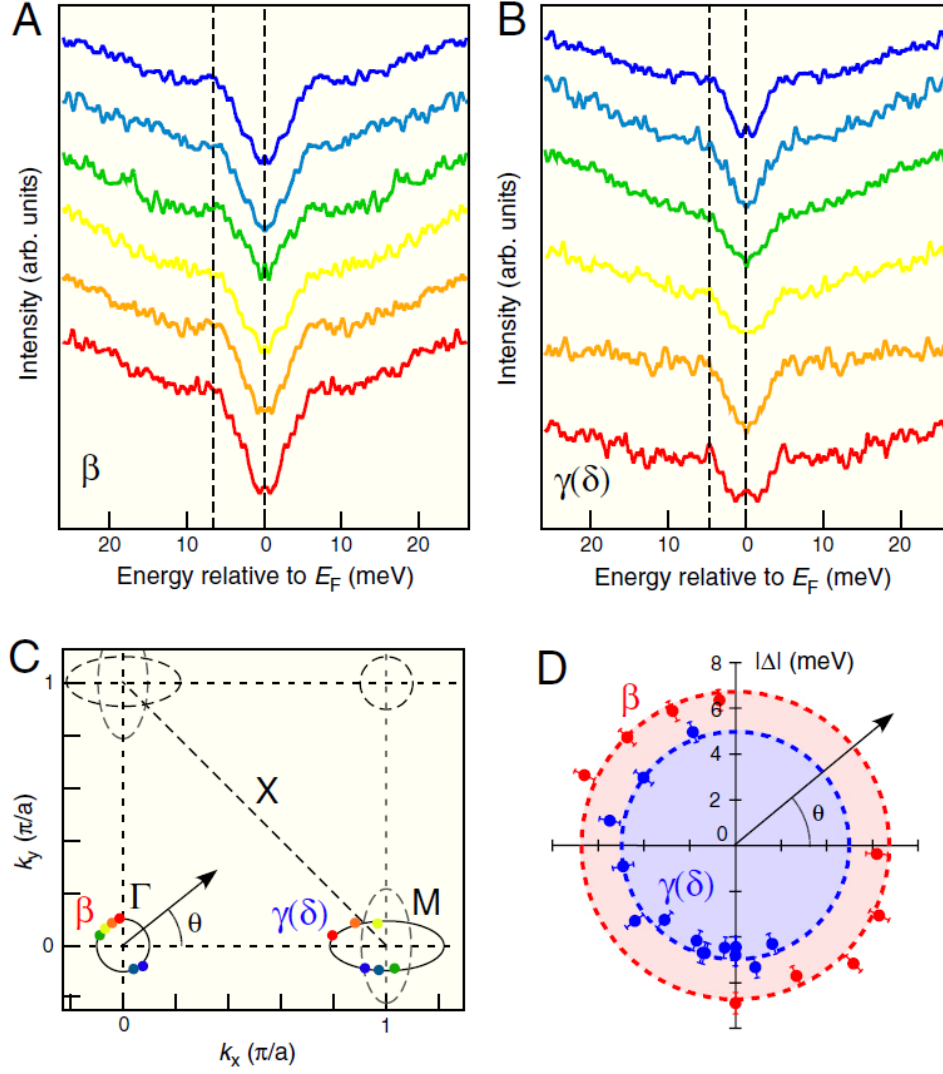 A
Intensity (arb. units)
β
20 10 0 10 20
Energy relative to E_F (meV)
B
Intensity (arb. units)
γ(δ)
20 10 0 10 20
Energy relative to E_F (meV)
C
1
0
k_y (π/a)
X
β
Γ
θ
γ(δ)
M
0 1
k_x (π/a)
D
|Δ| (meV)
8
6
4
2
0
β
θ
γ(δ)